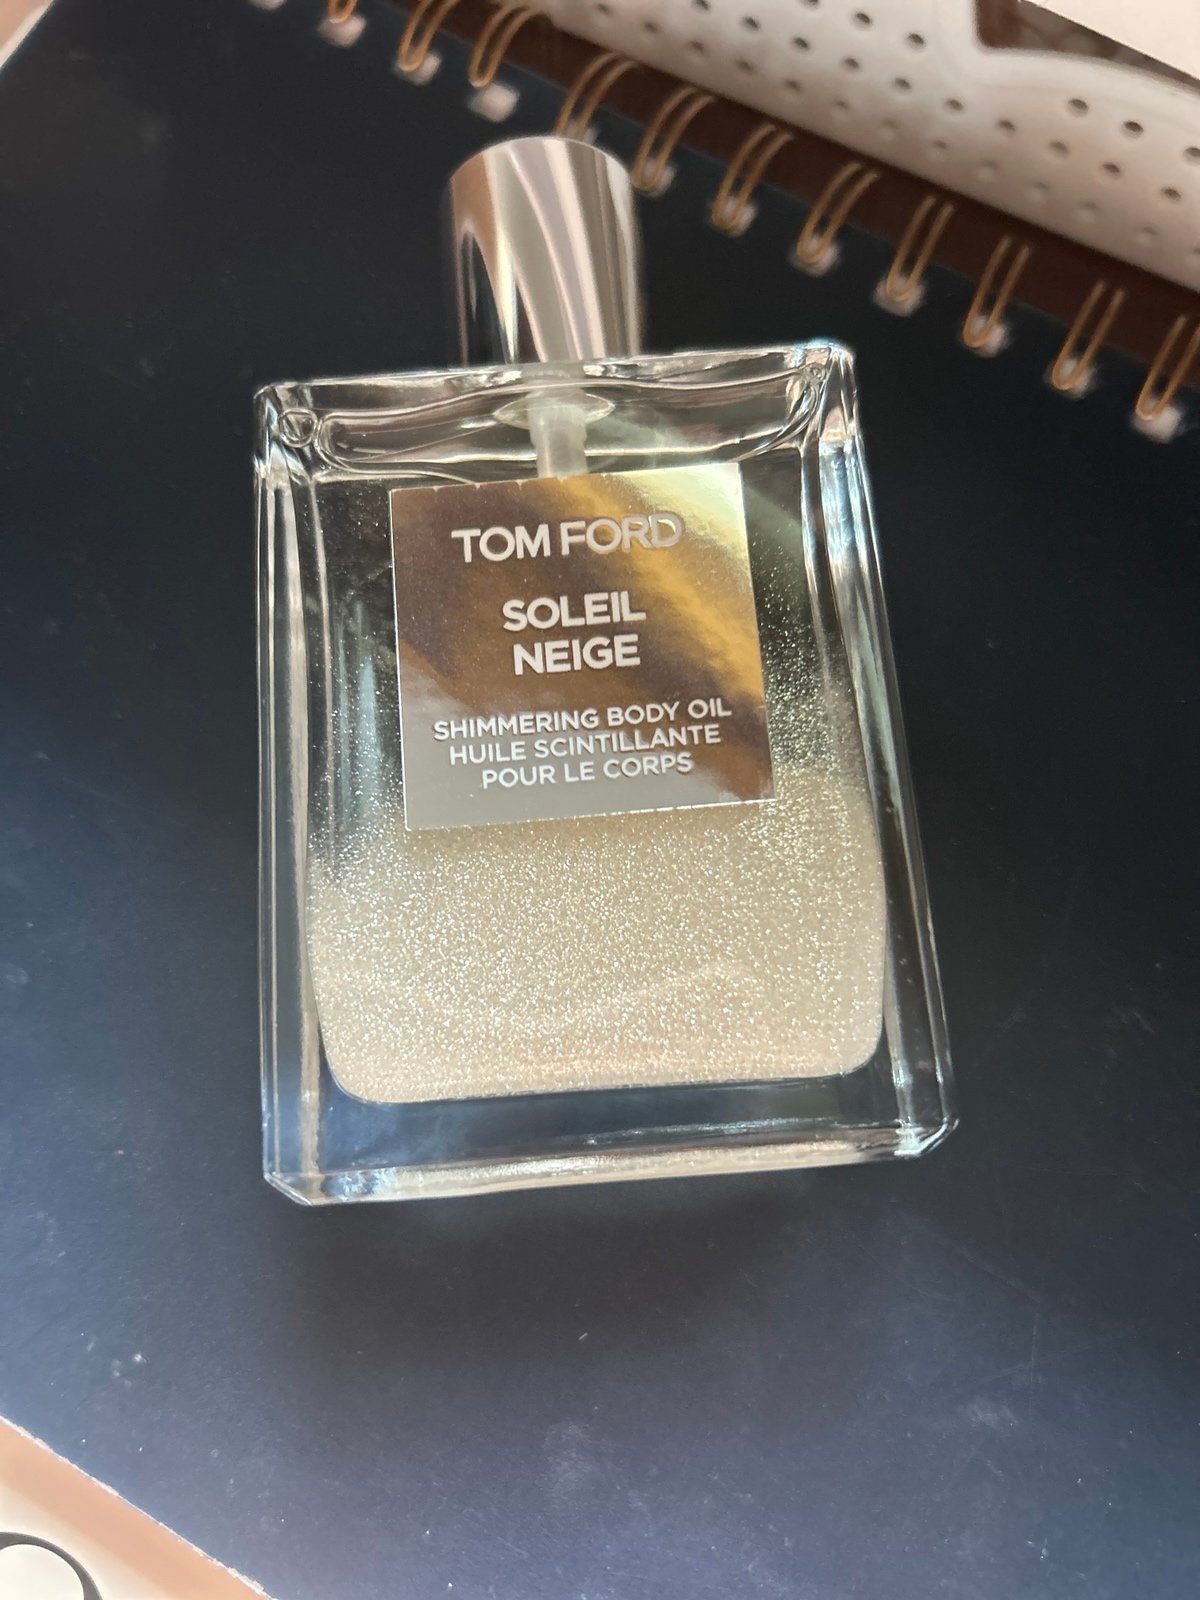 TOM FORD
SOLEIL
NEIGE
SHIMMERING BODY OIL
HUILE SCINTILLANTE
POUR LE CORPS